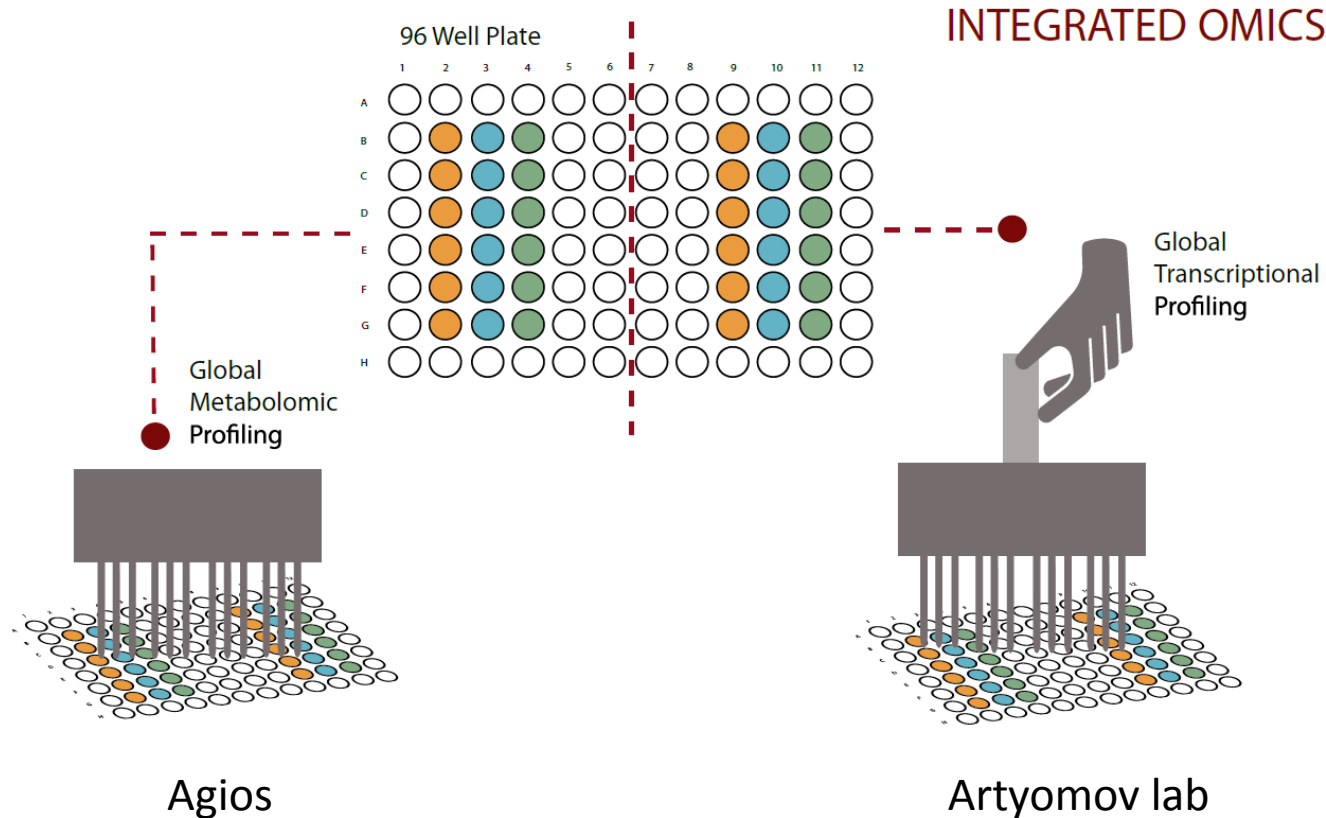 INTEGRATED OMICS
96 Well Plate
1 2 3 4 5 6 7 8 9 10 11 12
A
B
C
D
E
F
G
H
Global
Transcriptional
Profiling
Global
Metabolomic
Profiling
Agios
Artyomov lab